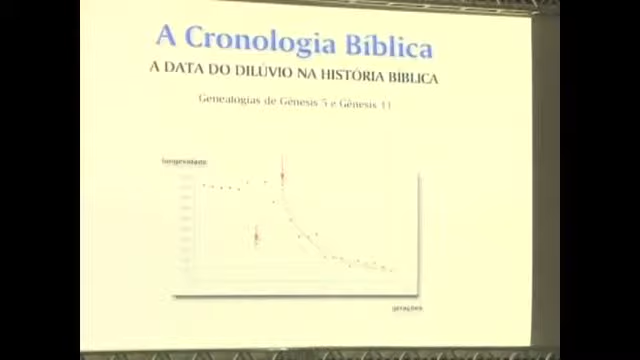 A Cronologia Bíblica
A DATA DO DILÚVIO NA HISTÓRIA BÍBLICA
Genealogias de Gênesis 5 e Gênesis 11
longevidade
gerações